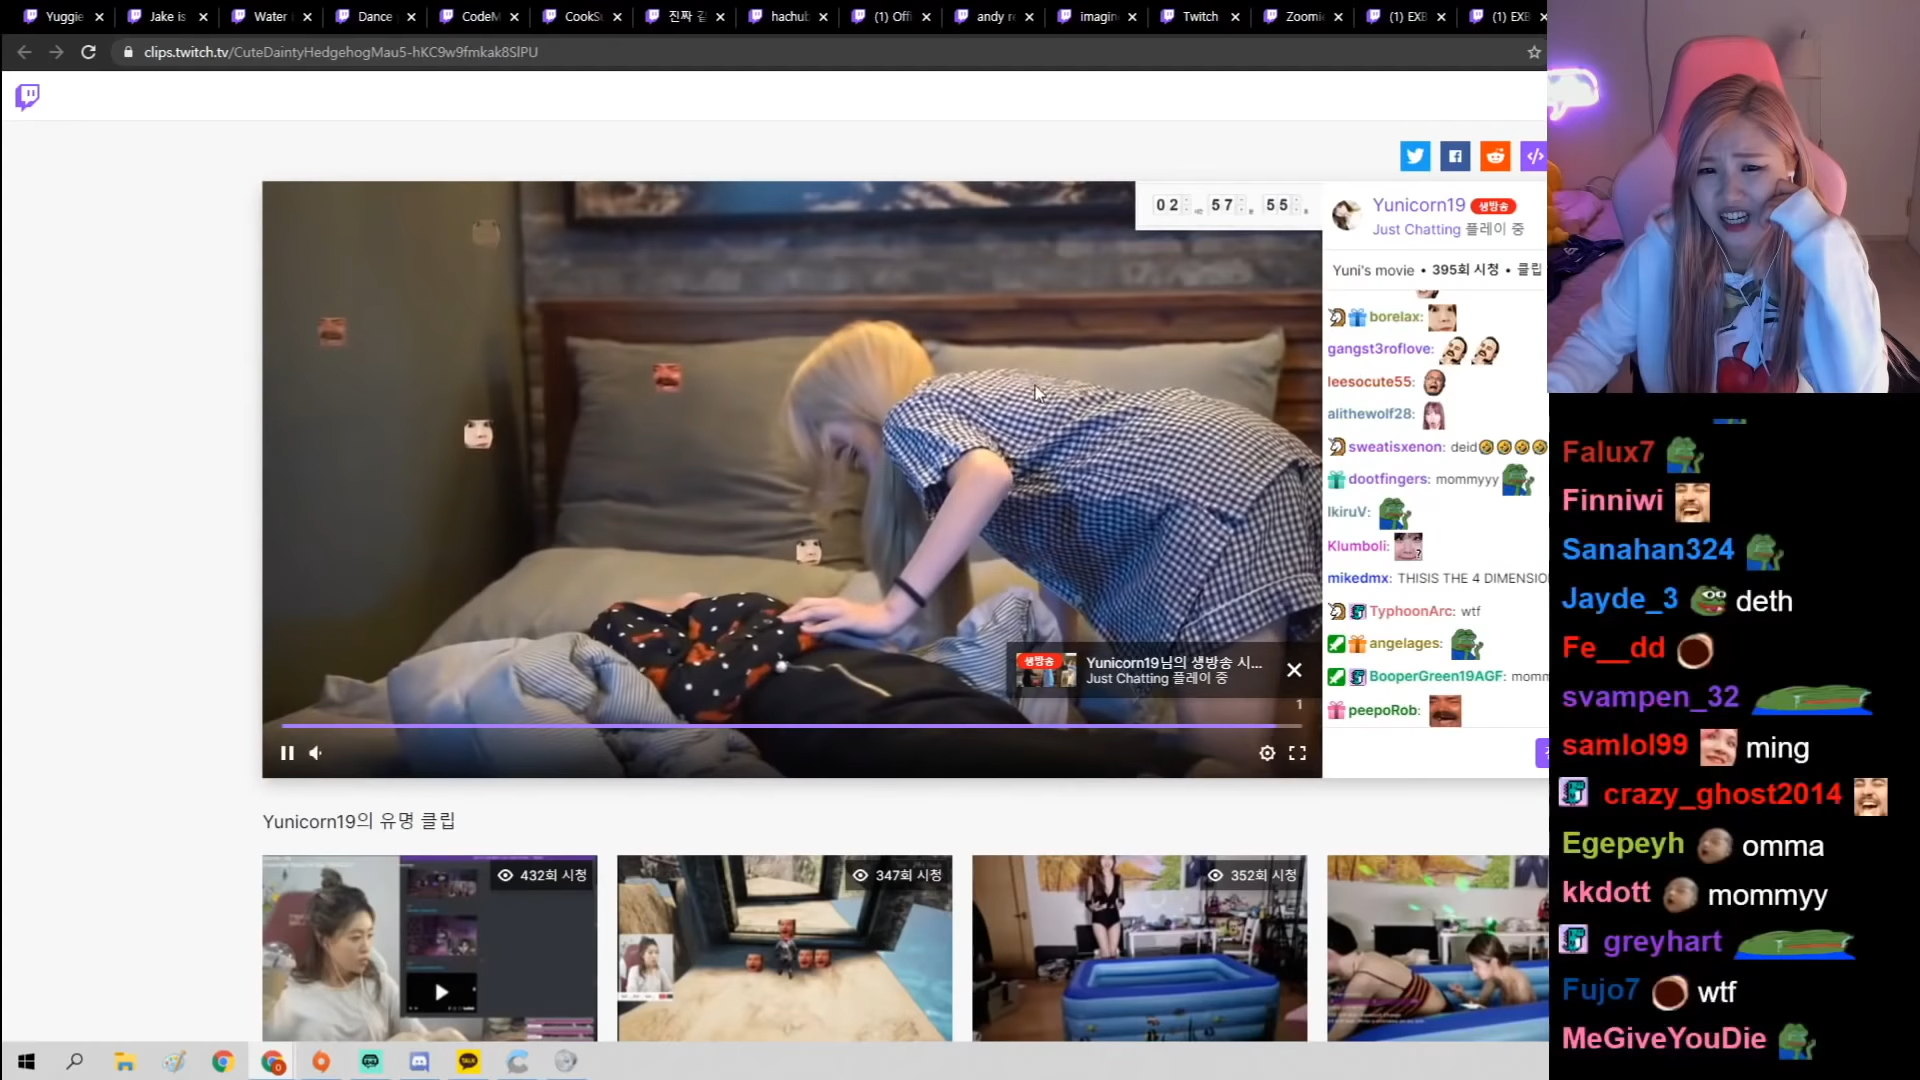 Yuggie
Jake is
Water
Dance
CodeM
CookS
진짜 같
hachub
(1) Off
andy re
imagin
Twitch
Zoomi
(1) EXB
(1) EXB
clips.twitch.tv/CuteDaintyHedgehogMau5-hKC9w9fmkak8SlPU
02 : 57 : 55
Yunicorn19 생방송
Just Chatting 플레이 중
Yuni's movie • 395회 시청 • 클립
borelax:
gangst3roflove:
leesocute55:
alithewolf28:
sweatisxenon: deid
dootfingers: mommyyy
IkiruV:
Klumboli:
mikedmx: THISIS THE 4 DIMENSIO
TyphoonArc: wtf
angelages:
BooperGreen19AGF: momm
peepoRob:
생방송
Yunicorn19님의 생방송 시...
Just Chatting 플레이 중
1
Yunicorn19의 유명 클립
432회 시청
347회 시청
352회 시청
TALK
Falux7
Finniwi
Sanahan324
Jayde_3 deth
Fe__dd
svampen_32
samlol99 ming
crazy_ghost2014
Egepeyh omma
kkdott mommyy
greyhart
Fujo7 wtf
MeGiveYouDie